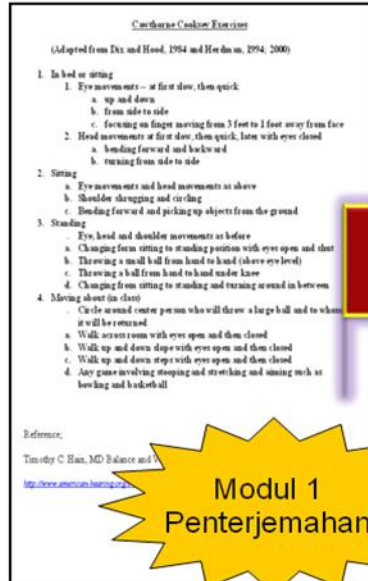 Cawthorne Cooksey Exercises
(Adapted from Dix and Hood, 1984 and Herdman, 1994; 2000)
1. In bed or sitting
1. Eye movements – at first slow, then quick
a. up and down
b. from side to side
c. focusing on finger moving from 3 feet to 1 foot away from face
2. Head movements at first slow, then quick, later with eyes closed
a. bending forward and backward
b. turning from side to side
2. Sitting
a. Eye movements and head movements as above
b. Shoulder shrugging and circling
c. Bending forward and picking up objects from the ground
3. Standing
. Eye, head and shoulder movements as before
a. Changing form sitting to standing position with eyes open and shut
b. Throwing a small ball from hand to hand (above eye level)
c. Throwing a ball from hand to hand under knee
d. Changing from sitting to standing and turning around in between
4. Moving about (in class)
. Circle around center person who will throw a large ball and to whom
it will be returned
a. Walk across room with eyes open and then closed
b. Walk up and down slope with eyes open and then closed
c. Walk up and down steps with eyes open and then closed
d. Any game involving stooping and stretching and aiming such as
bowling and basketball
Reference;
Timothy C. Hain, MD Balance and
http://www.american-hearing.org
Modul 1
Penterjemahan